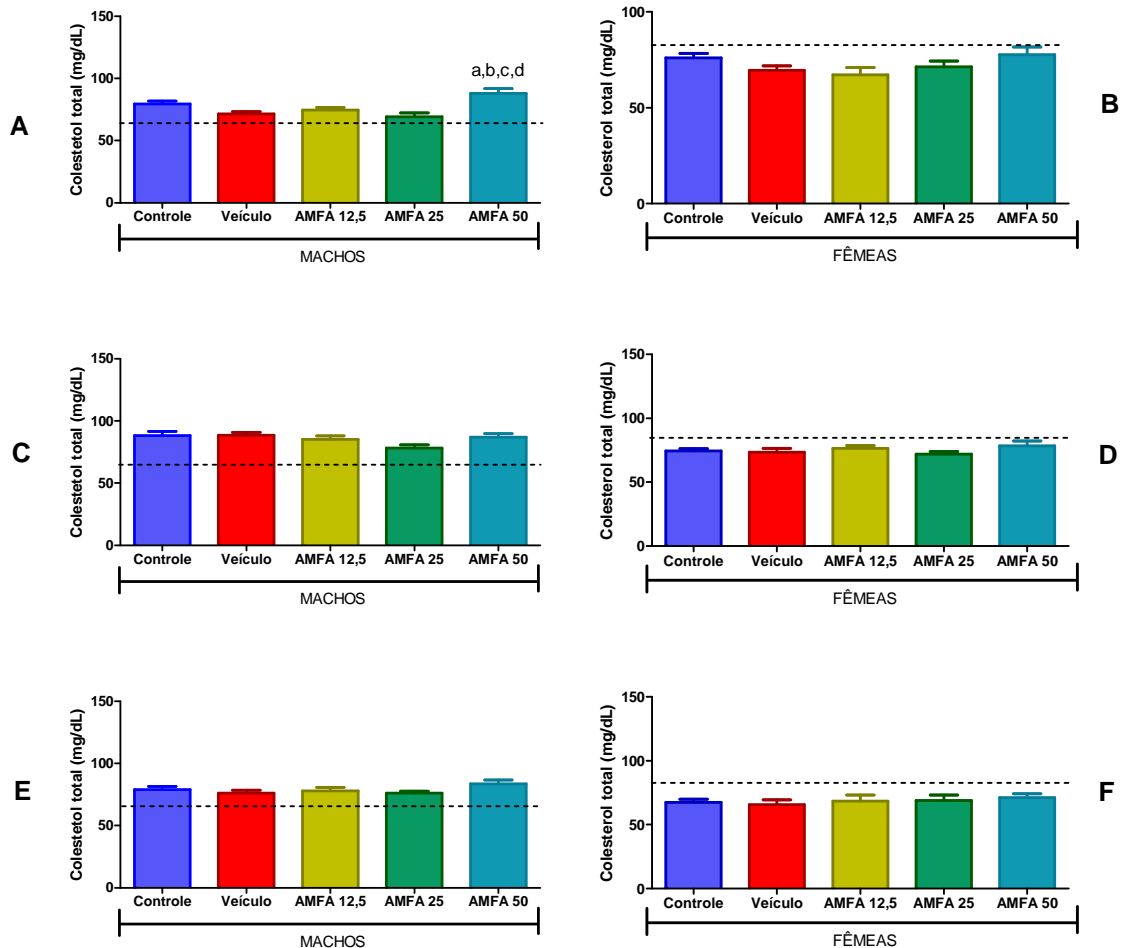 A
Colestetol total (mg/dL)
150
100
50
0
a,b,c,d
Controle Veículo AMFA 12,5 AMFA 25 AMFA 50
MACHOS
B
Colesterol total (mg/dL)
100
50
0
Controle Veículo AMFA 12,5 AMFA 25 AMFA 50
FÊMEAS
C
Colestetol total (mg/dL)
150
100
50
0
Controle Veículo AMFA 12,5 AMFA 25 AMFA 50
MACHOS
D
Colesterol total (mg/dL)
150
100
50
0
Controle Veículo AMFA 12,5 AMFA 25 AMFA 50
FÊMEAS
E
Colestetol total (mg/dL)
150
100
50
0
Controle Veículo AMFA 12,5 AMFA 25 AMFA 50
MACHOS
F
Colesterol total (mg/dL)
150
100
50
0
Controle Veículo AMFA 12,5 AMFA 25 AMFA 50
FÊMEAS